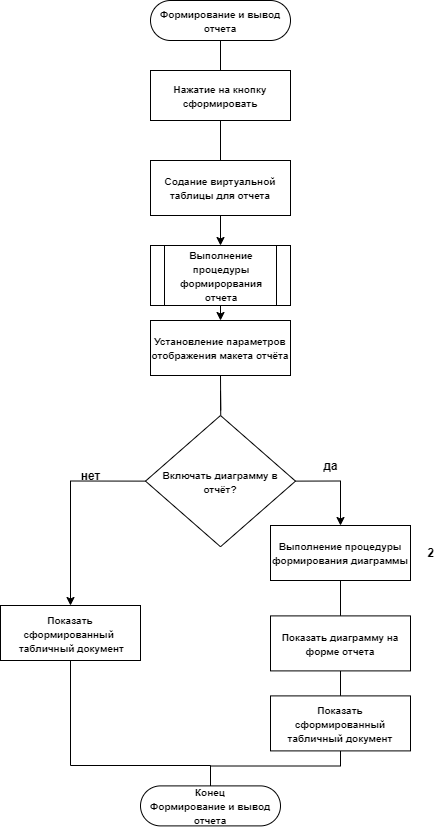 Формирование и вывод
отчета
Нажатие на кнопку
сформировать
Содание виртуальной
таблицы для отчета
Выполнение
процедуры
формирорвания
отчета
Установление параметров
отображения макета отчёта
Включать диаграмму в
отчёт?
нет
да
Выполнение процедуры
формирования диаграммы
2
Показать
сформированный
табличный документ
Показать диаграмму на
форме отчета
Показать
сформированный
табличный документ
Конец
Формирование и вывод
отчета